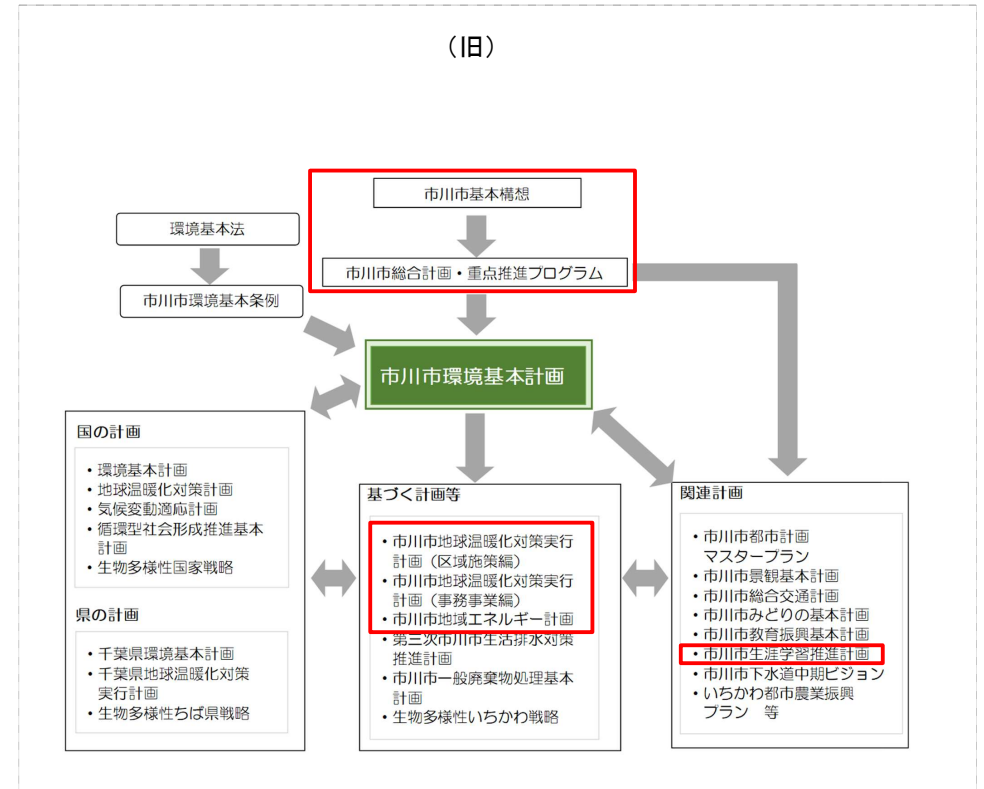 （旧）
市川市基本構想
環境基本法
市川市総合計画・重点推進プログラム
市川市環境基本条例
市川市環境基本計画
国の計画
・環境基本計画
・地球温暖化対策計画
・気候変動適応計画
・循環型社会形成推進基本
計画
・生物多様性国家戦略
県の計画
・千葉県環境基本計画
・千葉県地球温暖化対策
実行計画
・生物多様性ちば県戦略
基づく計画等
・市川市地球温暖化対策実行
計画（区域施策編）
・市川市地球温暖化対策実行
計画（事務事業編）
・市川市地域エネルギー計画
・第三次市川市生活排水対策
推進計画
・市川市一般廃棄物処理基本
計画
・生物多様性いちかわ戦略
関連計画
・市川市都市計画
マスタープラン
・市川市景観基本計画
・市川市総合交通計画
・市川市みどりの基本計画
・市川市教育振興基本計画
・市川市生涯学習推進計画
・市川市下水道中期ビジョン
・いちかわ都市農業振興
プラン　等